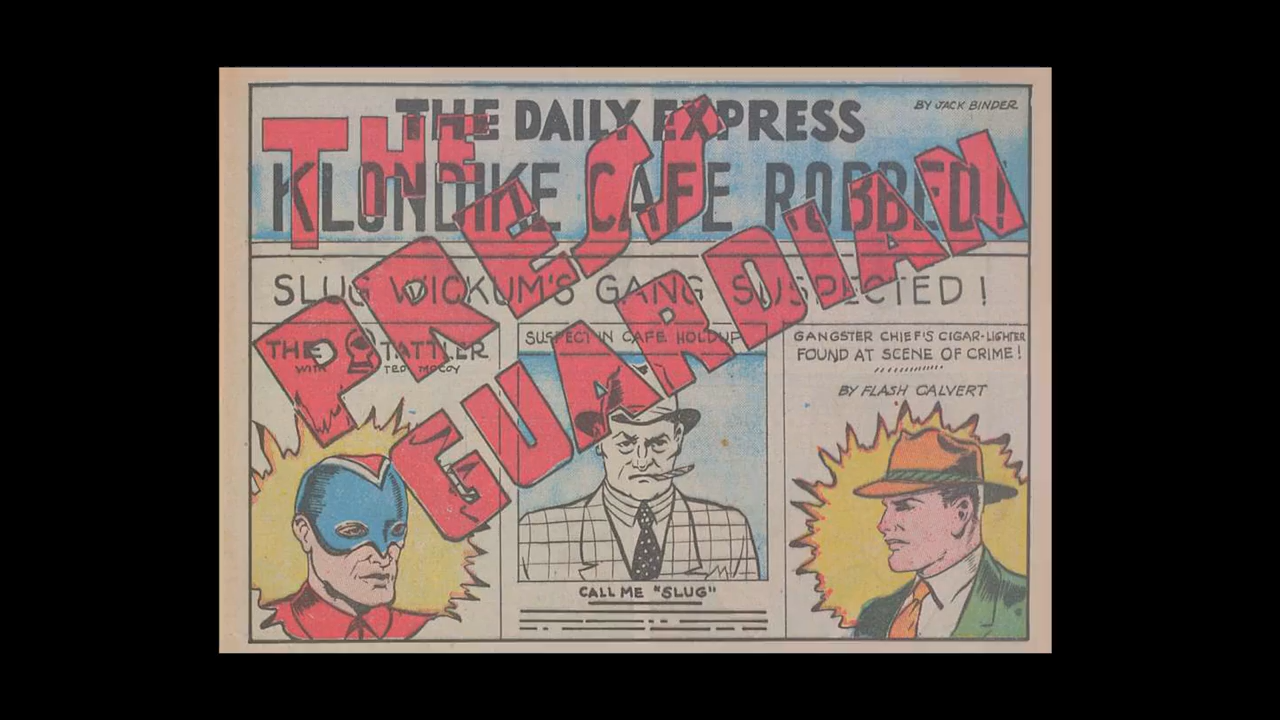 THE DAILY EXPRESS
BY JACK BINDER
KLONDIKE CAFE ROBBED!
THE
PRESS
GUARDIAN
SLUG WICKUM'S GANG SUSPECTED!
THE TATTLER
WITH TED McCOY
SUSPECT IN CAFE HOLDUP
CALL ME "SLUG"
GANGSTER CHIEF'S CIGAR-LIGHTER
FOUND AT SCENE OF CRIME!
BY FLASH CALVERT